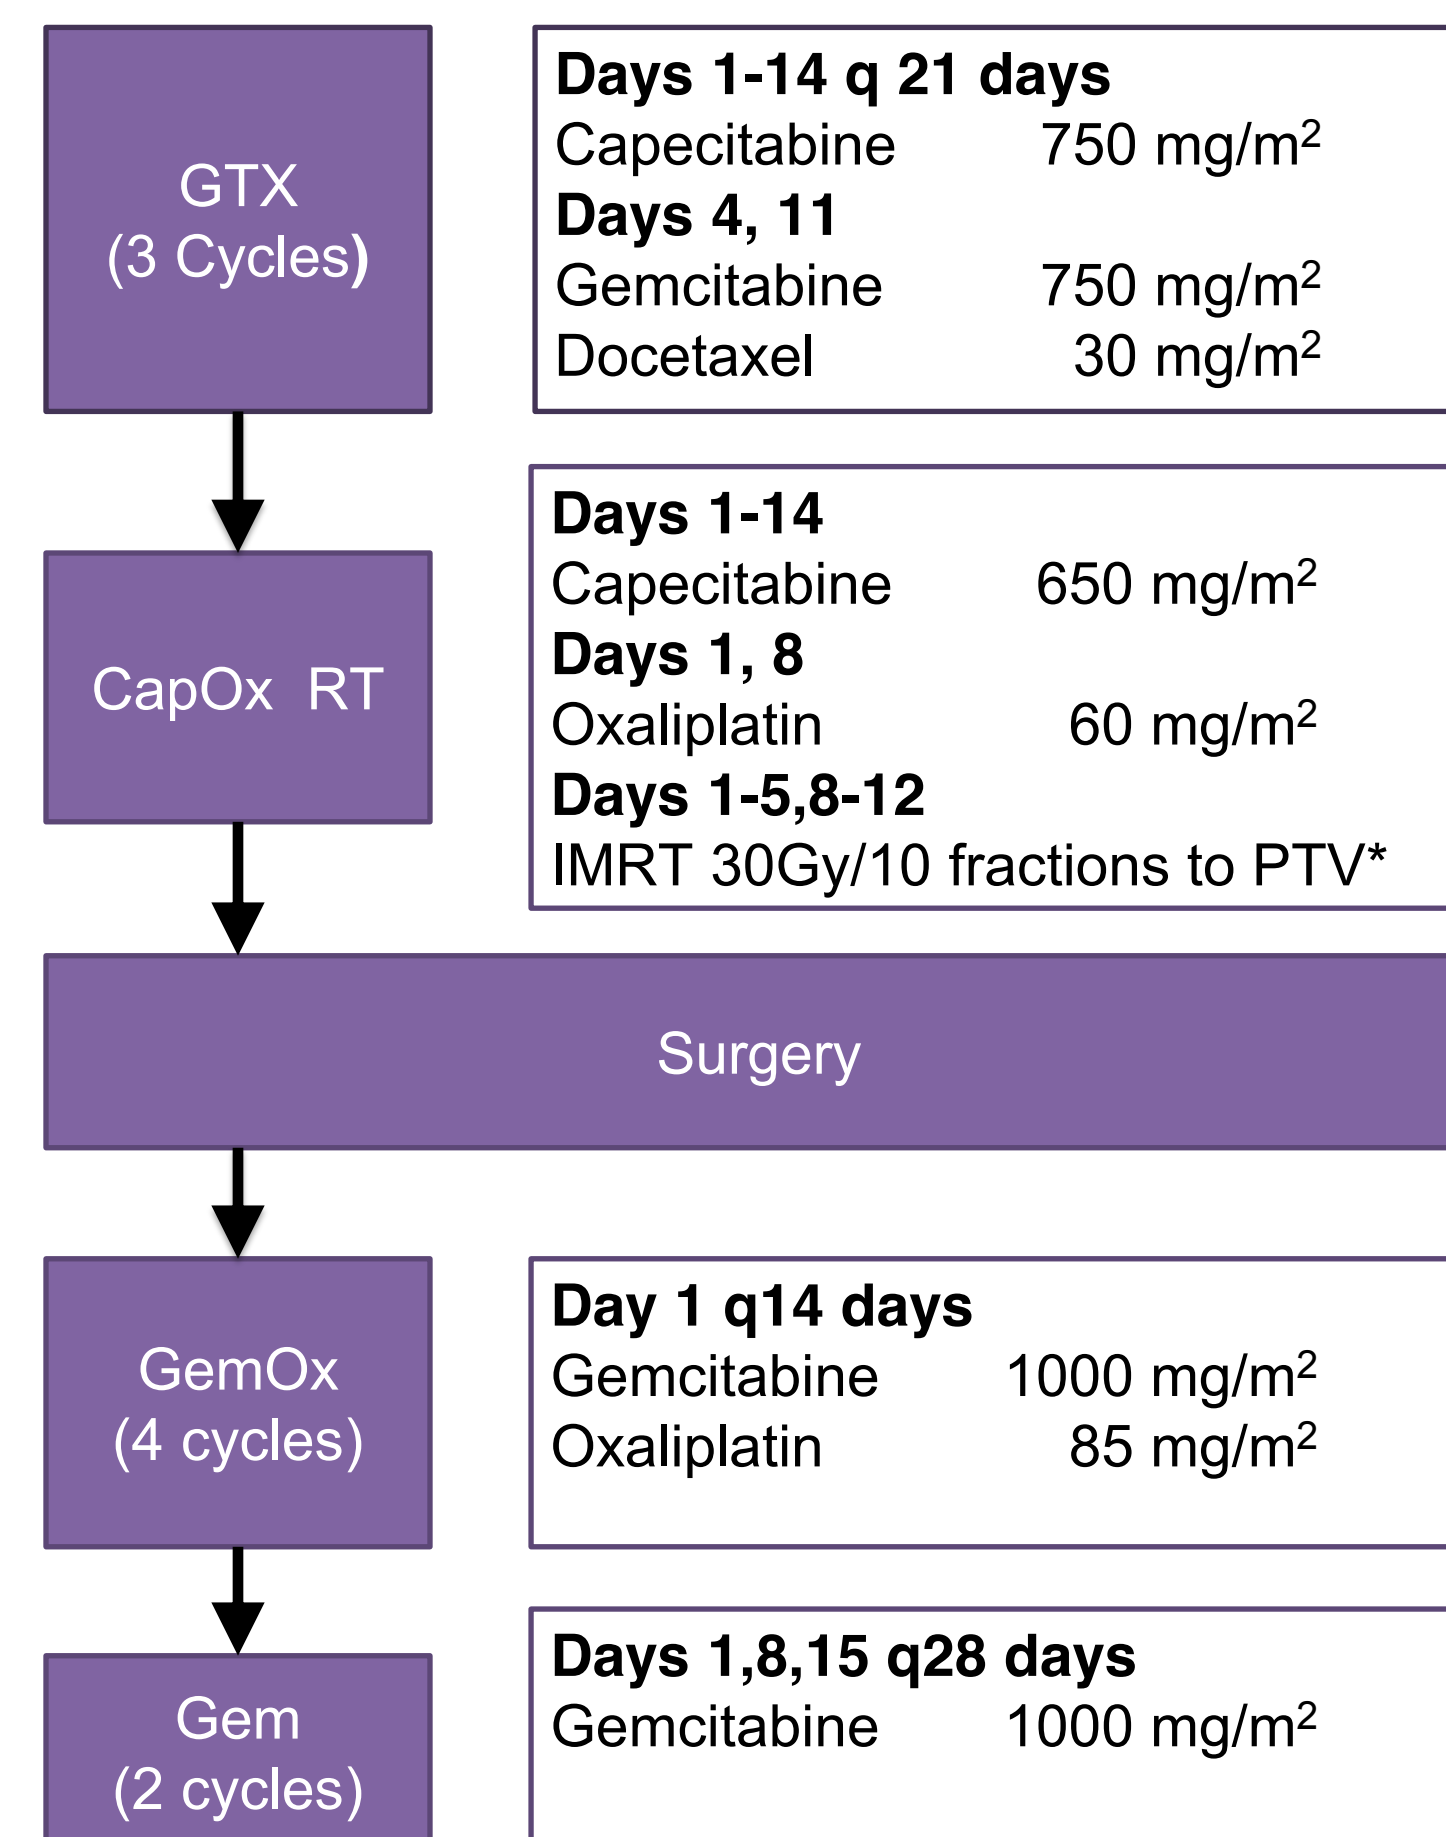 GTX
(3 Cycles)
Days 1-14 q 21 days
Capecitabine 750 mg/m²
Days 4, 11
Gemcitabine 750 mg/m²
Docetaxel 30 mg/m²
CapOx RT
Days 1-14
Capecitabine 650 mg/m²
Days 1, 8
Oxaliplatin 60 mg/m²
Days 1-5,8-12
IMRT 30Gy/10 fractions to PTV*
Surgery
GemOx
(4 cycles)
Day 1 q14 days
Gemcitabine 1000 mg/m²
Oxaliplatin 85 mg/m²
Gem
(2 cycles)
Days 1,8,15 q28 days
Gemcitabine 1000 mg/m²